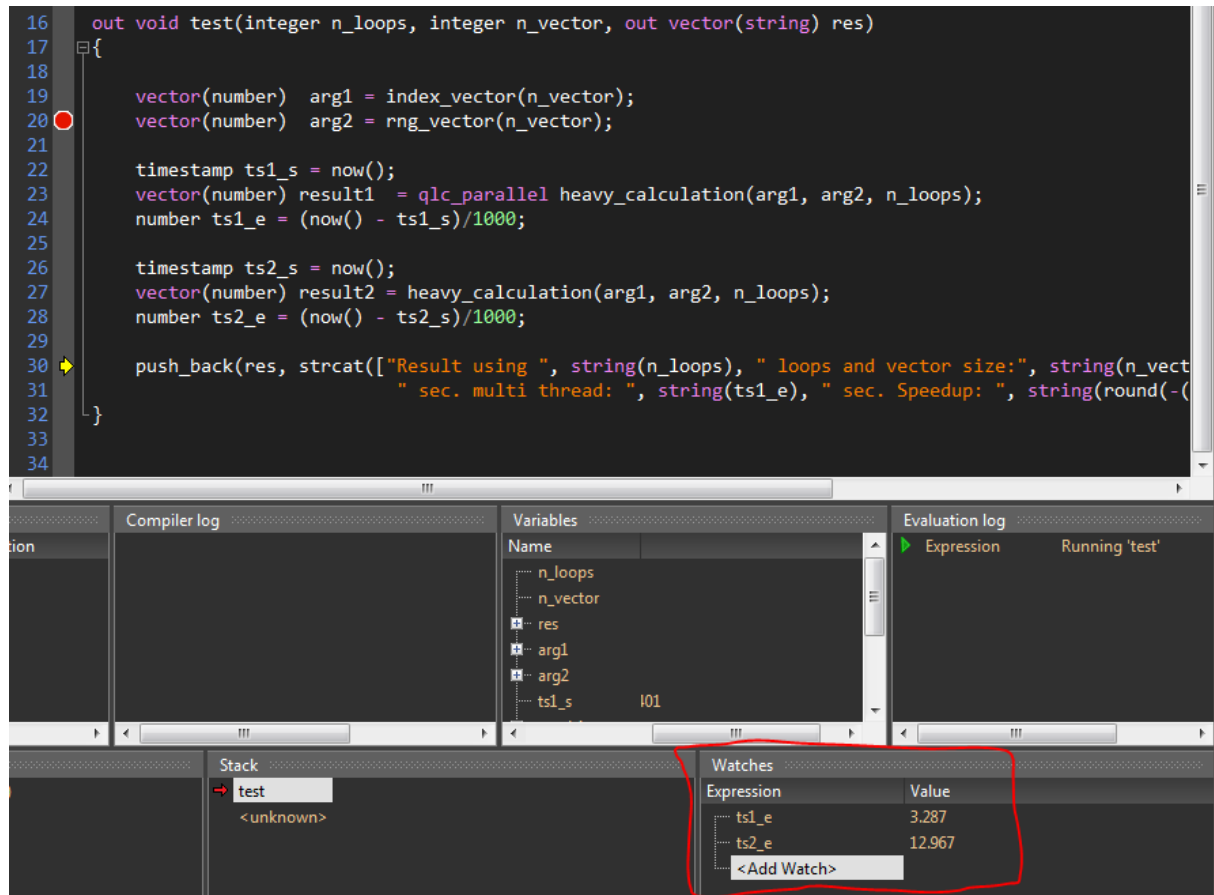 16 out void test(integer n_loops, integer n_vector, out vector(string) res)
17 {
18
19 vector(number) arg1 = index_vector(n_vector);
20 vector(number) arg2 = rng_vector(n_vector);
21
22 timestamp ts1_s = now();
23 vector(number) result1 = qlc_parallel heavy_calculation(arg1, arg2, n_loops);
24 number ts1_e = (now() - ts1_s)/1000;
25
26 timestamp ts2_s = now();
27 vector(number) result2 = heavy_calculation(arg1, arg2, n_loops);
28 number ts2_e = (now() - ts2_s)/1000;
29
30 push_back(res, strcat(["Result using ", string(n_loops), " loops and vector size:", string(n_vect
31 " sec. multi thread: ", string(ts1_e), " sec. Speedup: ", string(round(-(
32 }
33
34
Compiler log
Variables
Evaluation log
tion
Name
Expression Running 'test'
n_loops
n_vector
res
arg1
arg2
ts1_s 401
Stack
Watches
test
Expression Value
<unknown>
ts1_e 3.287
ts2_e 12.967
<Add Watch>